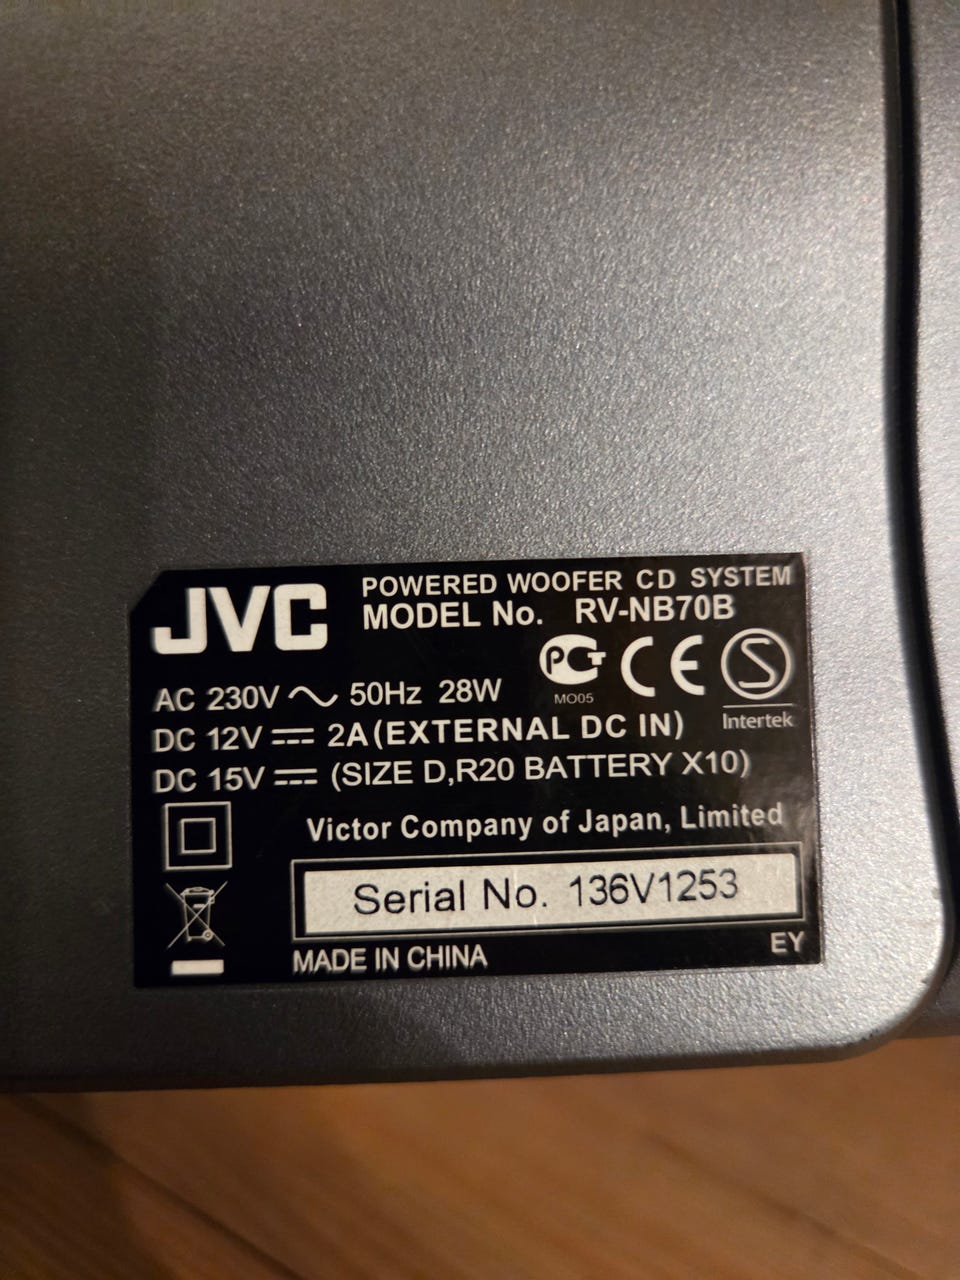 JVC
POWERED WOOFER CD SYSTEM
MODEL No. RV-NB70B
PCT CE S
MO05
Intertek
AC 230V ~ 50Hz 28W
DC 12V ⎓ 2A(EXTERNAL DC IN)
DC 15V ⎓ (SIZE D,R20 BATTERY X10)
Victor Company of Japan, Limited
Serial No. 136V1253
MADE IN CHINA
EY